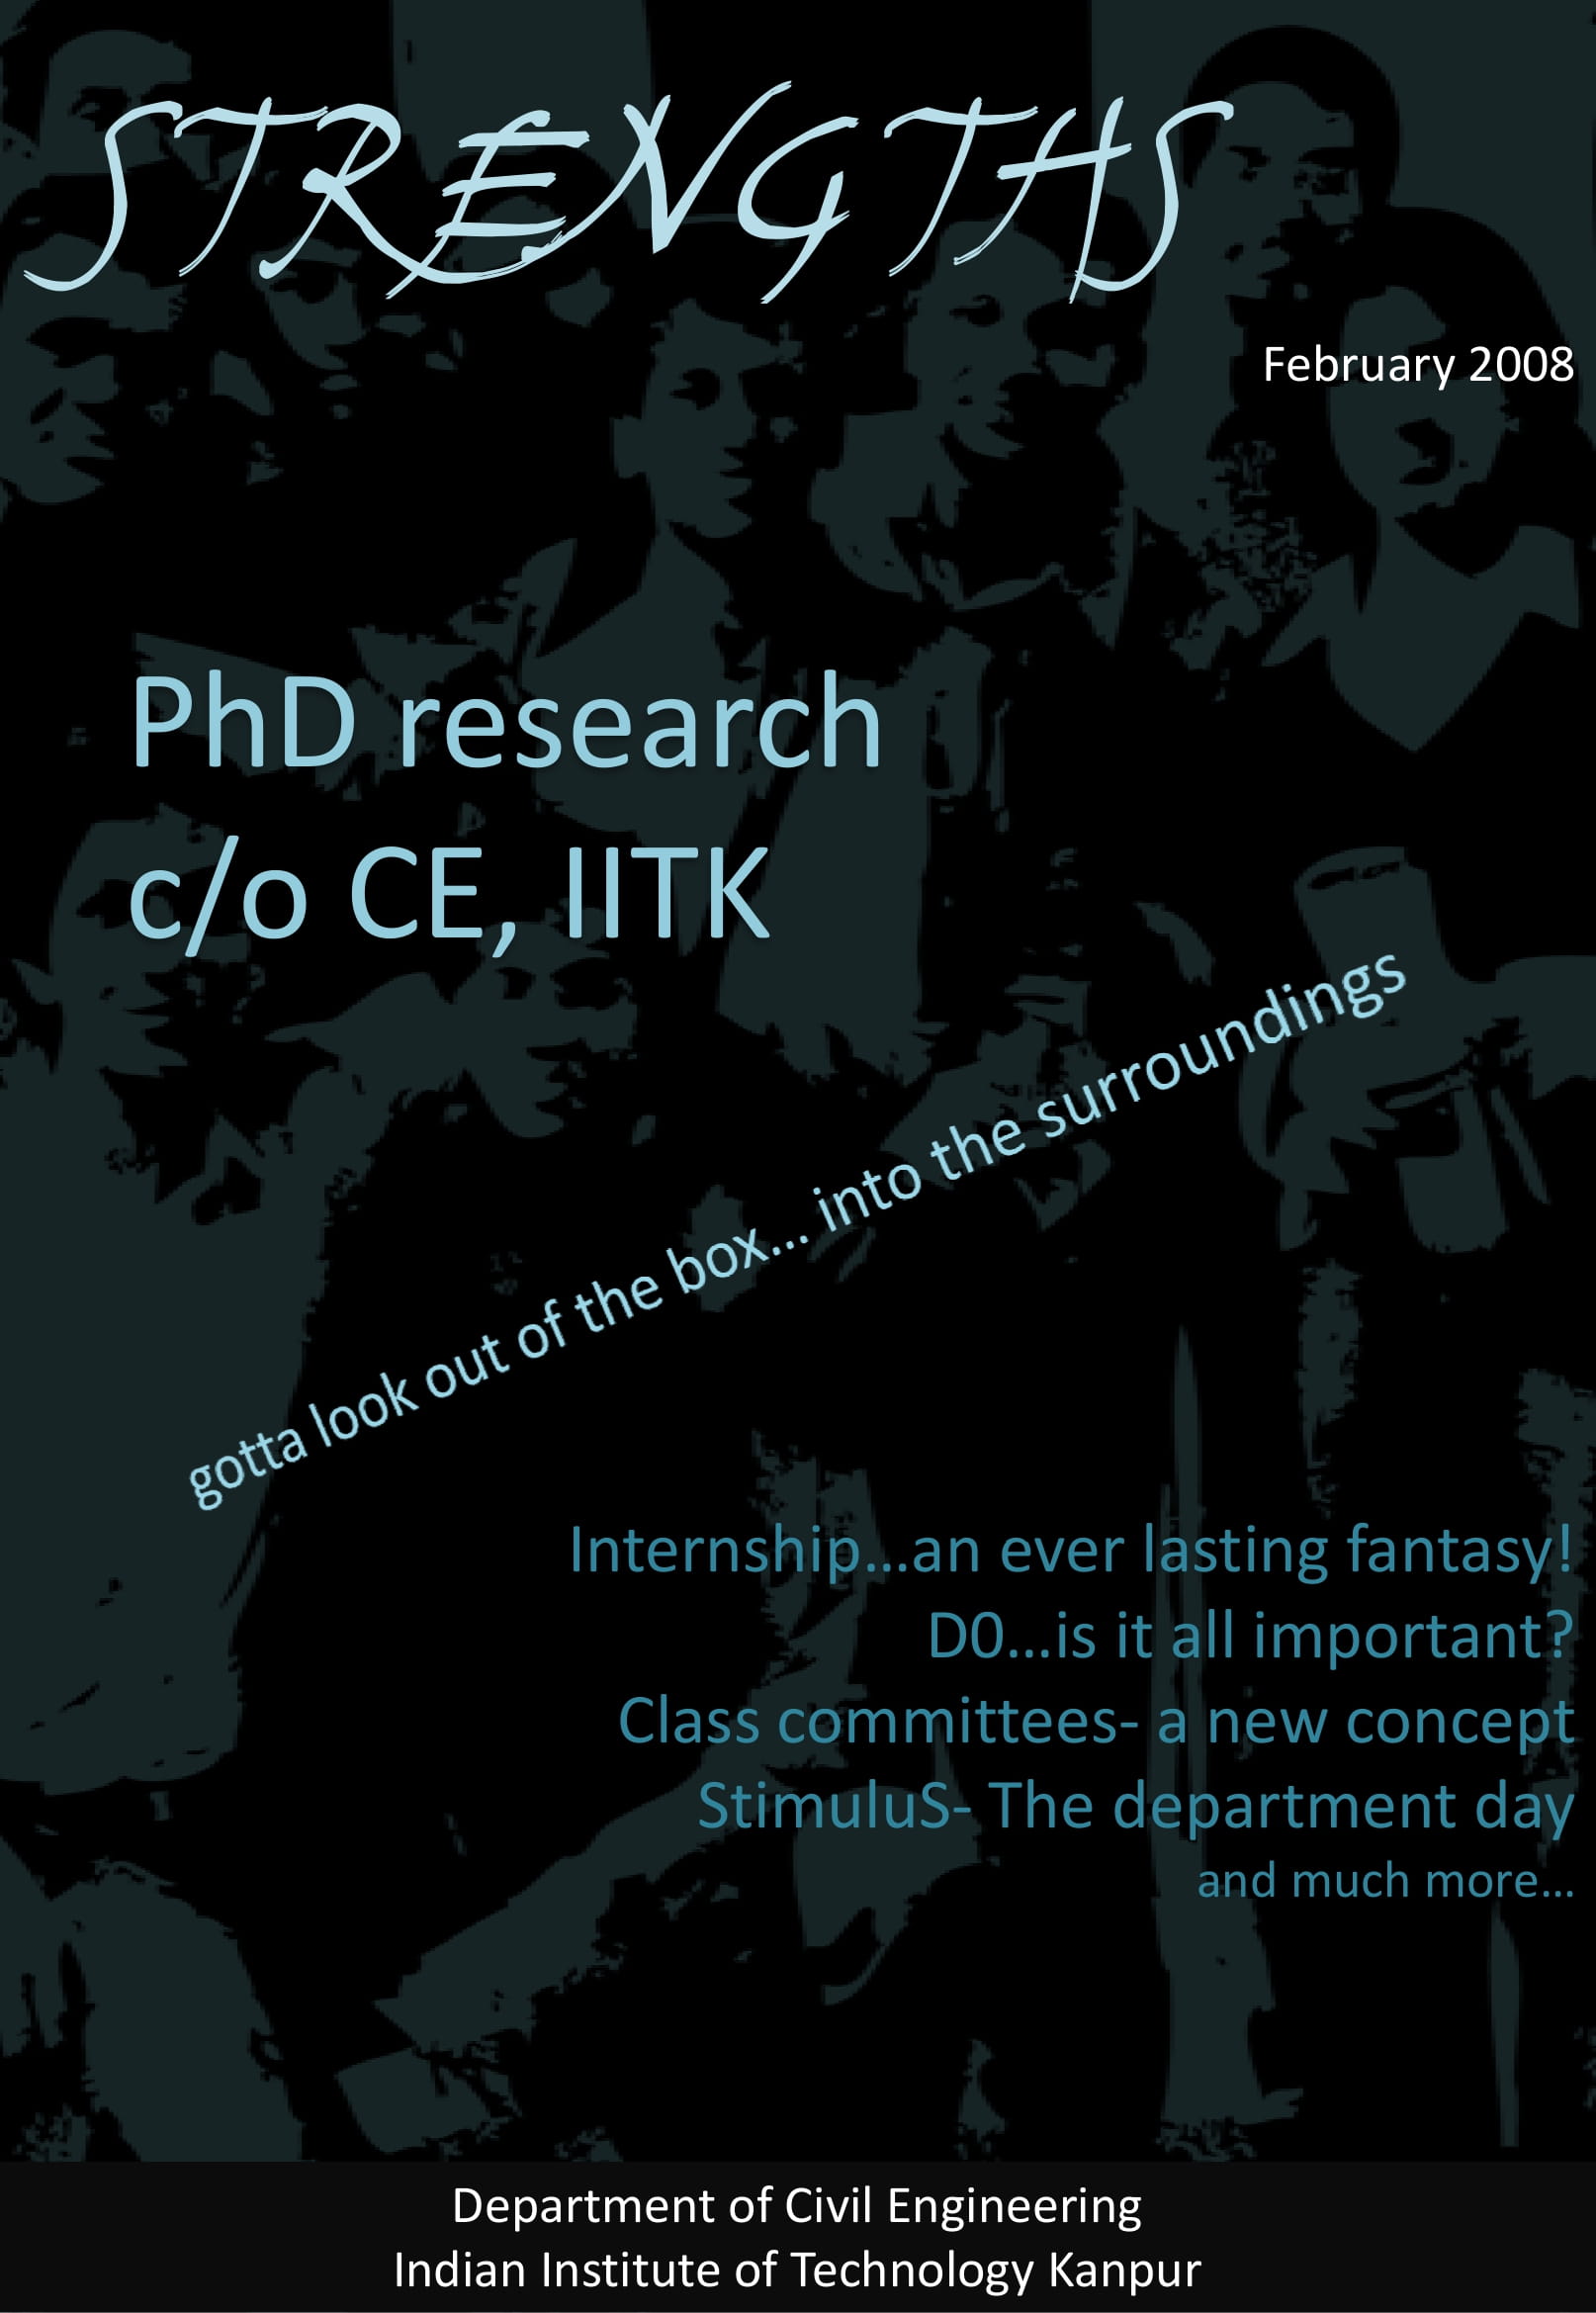 STRENGTHS
February 2008
PhD research
c/o CE, IITK
gotta look out of the box... into the surroundings
Internship...an ever lasting fantasy!
D0...is it all important?
Class committees- a new concept
StimuluS- The department day
and much more...
Department of Civil Engineering
Indian Institute of Technology Kanpur